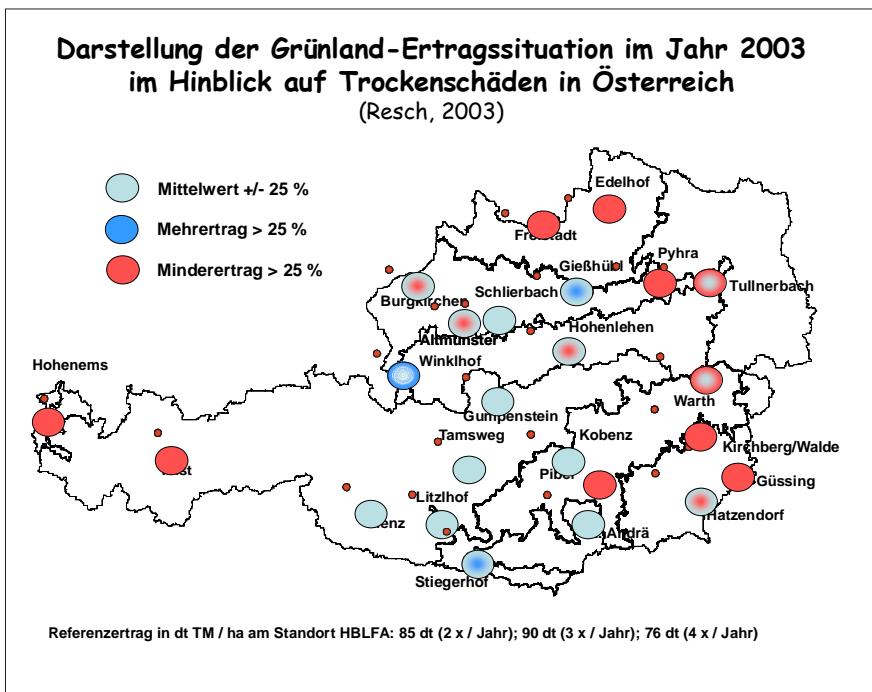 Darstellung der Grünland-Ertragssituation im Jahr 2003
im Hinblick auf Trockenschäden in Österreich
(Resch, 2003)
Mittelwert +/- 25 %
Mehrertrag > 25 %
Minderertrag > 25 %
Edelhof
Freistadt
Gießhübl
Pyhra
Tullnerbach
Burgkirchen
Schlierbach
Altmünster
Hohenlehen
Hohenems
Winklhof
Warth
Gumpenstein
Tamsweg
Kobenz
Kirchberg/Walde
Piber
Güssing
Litzlhof
Hatzendorf
Andrä
Stiegerhof
Referenzertrag in dt TM / ha am Standort HBLFA: 85 dt (2 x / Jahr); 90 dt (3 x / Jahr); 76 dt (4 x / Jahr)